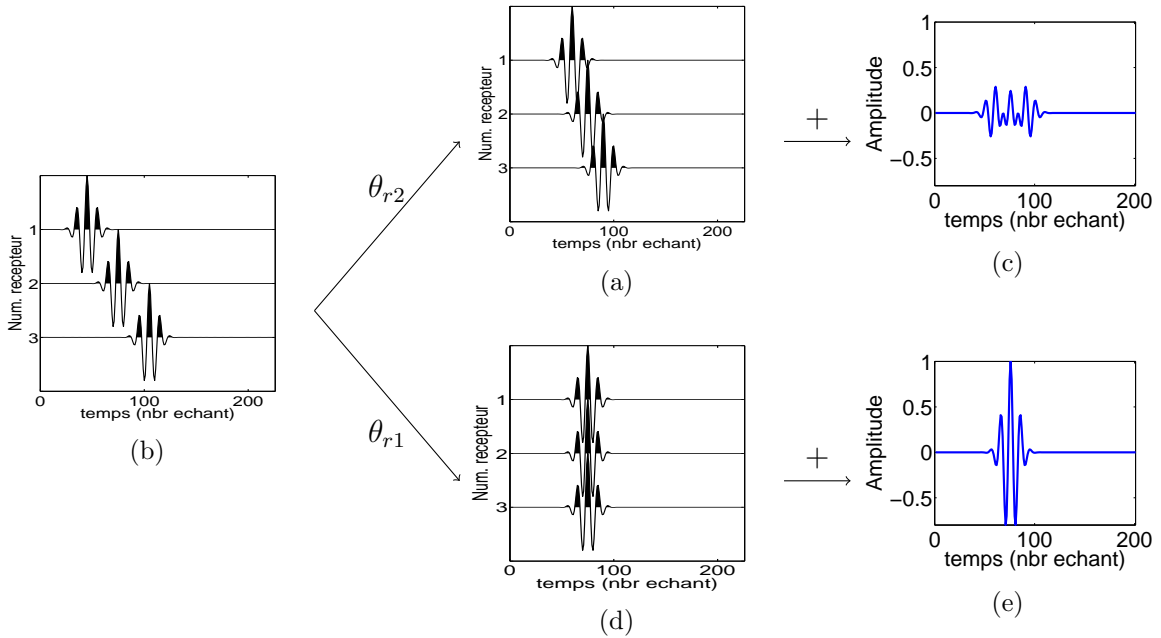 Num. recepteur
1
2
3
0 100 200
temps (nbr echant)
(b)
θr2
θr1
Num. recepteur
1
2
3
0 100 200
temps (nbr echant)
(a)
+
Amplitude
1
0.5
0
−0.5
0 100 200
temps (nbr echant)
(c)
Num. recepteur
1
2
3
0 100 200
temps (nbr echant)
(d)
+
Amplitude
1
0.5
0
−0.5
0 100 200
temps (nbr echant)
(e)